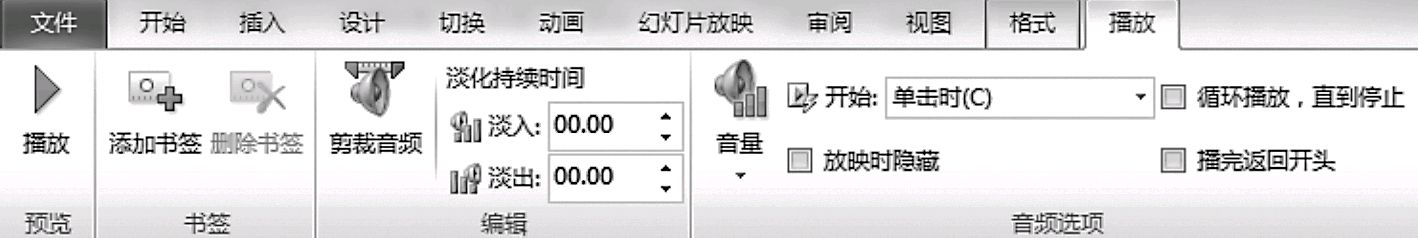 文件 开始 插入 设计 切换 动画 幻灯片放映 审阅 视图 格式 播放
淡化持续时间
开始: 单击时(C) 循环播放，直到停止
淡入: 00.00
播放 添加书签 删除书签 剪裁音频 音量
放映时隐藏 播完返回开头
淡出: 00.00
预览 书签 编辑 音频选项